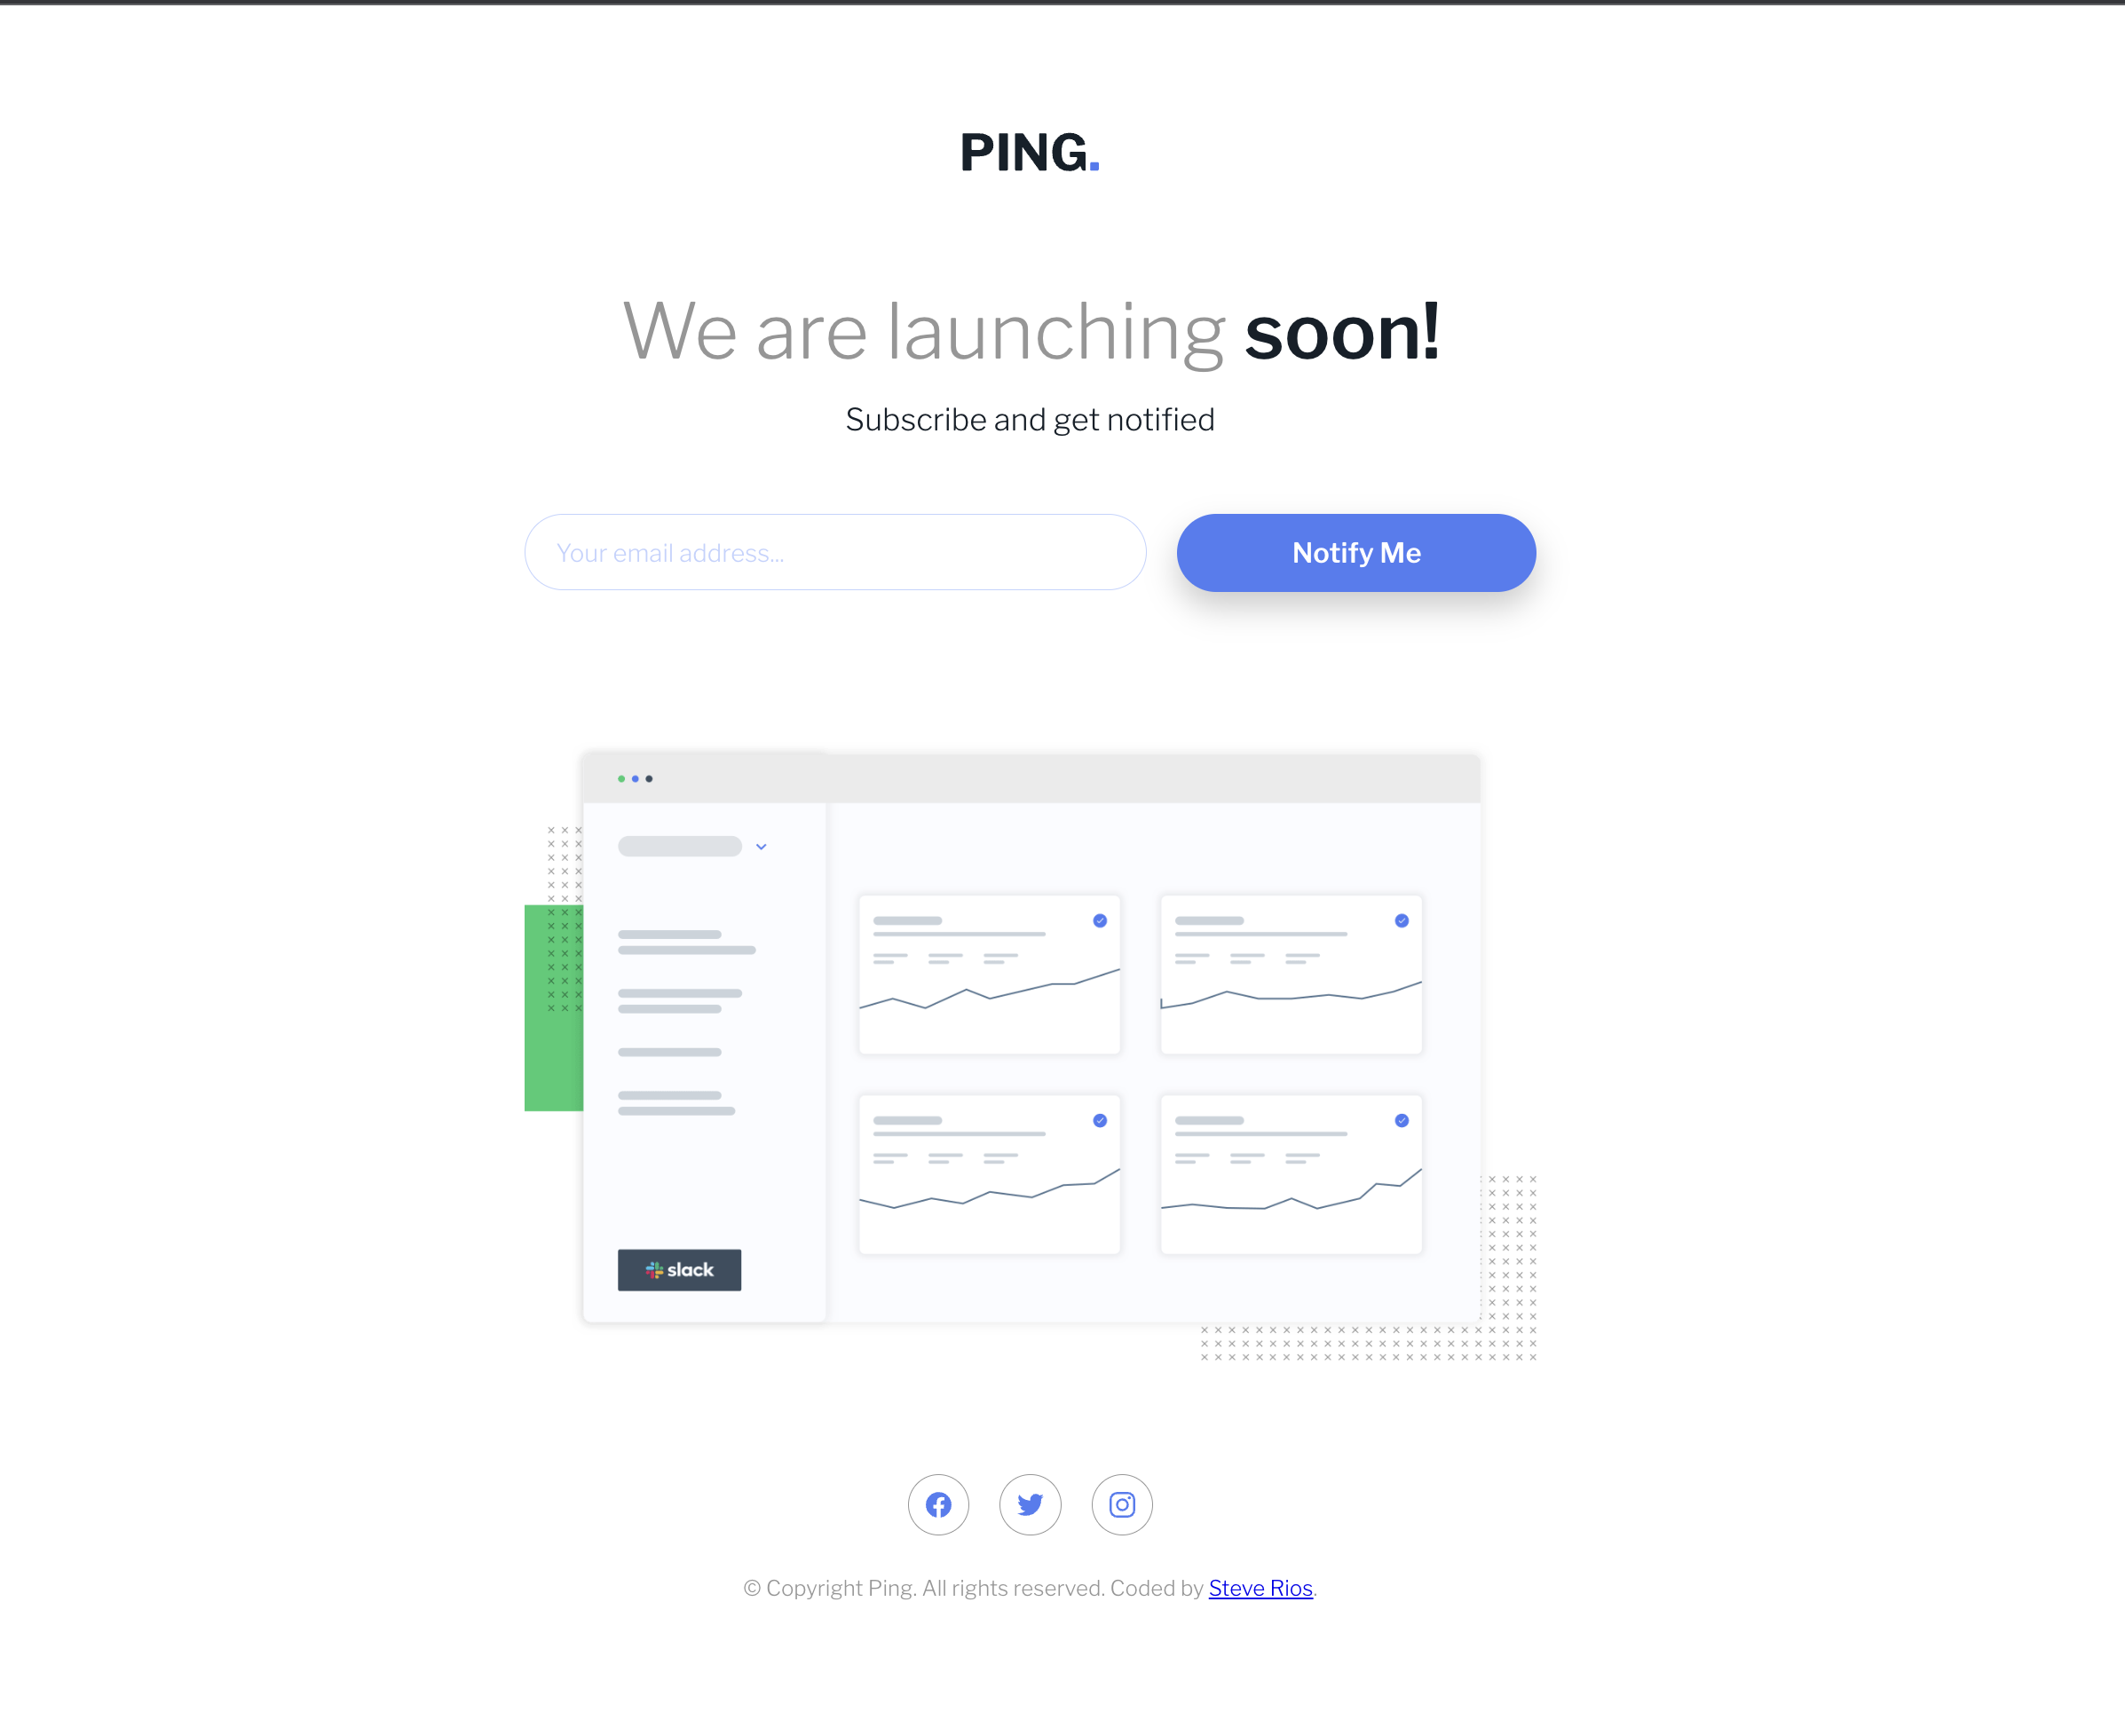 PING.
We are launching soon!
Subscribe and get notified
Your email address...
Notify Me
slack
© Copyright Ping. All rights reserved. Coded by Steve Rios.